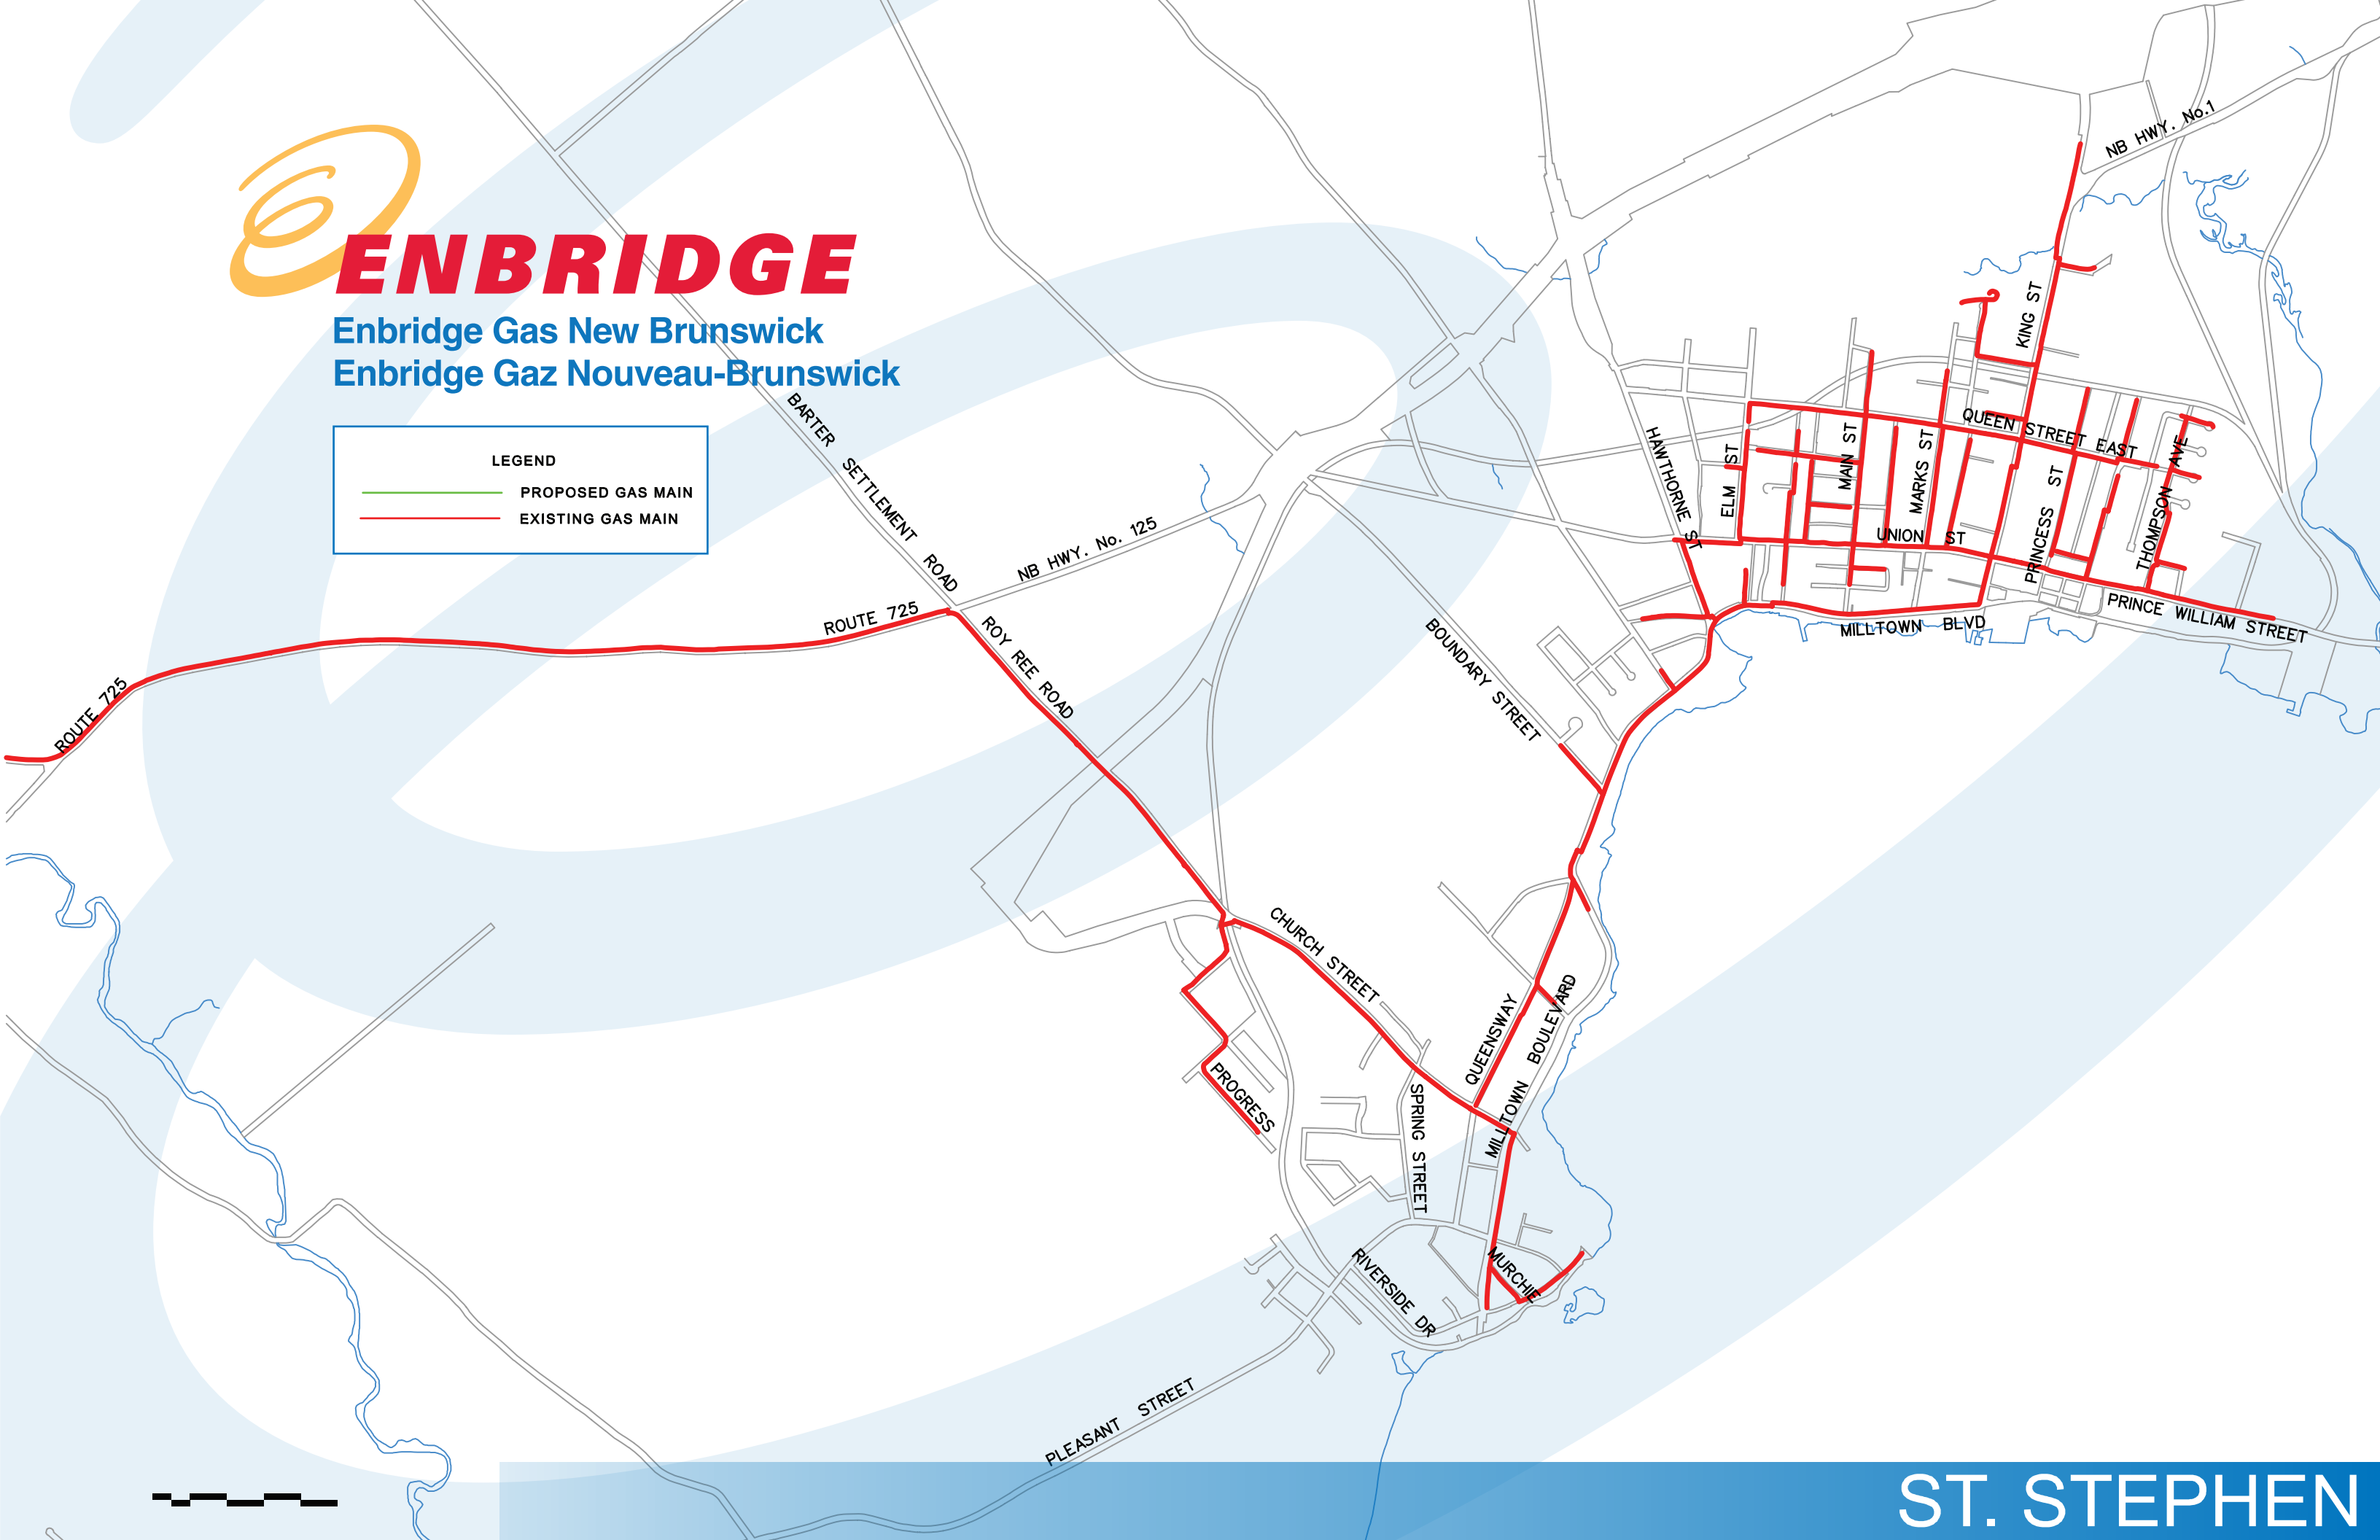 NB HWY. No.1
ENBRIDGE
Enbridge Gas New Brunswick
Enbridge Gaz Nouveau-Brunswick
LEGEND
PROPOSED GAS MAIN
EXISTING GAS MAIN
KING ST
BARTER SETTLEMENT ROAD
QUEEN STREET EAST
HAWTHORNE ST
ELM ST
MAIN ST
MARKS ST
PRINCESS ST
THOMPSON AVE
UNION ST
NB HWY. No. 125
ROUTE 725
ROY REE ROAD
BOUNDARY STREET
MILLTOWN BLVD
PRINCE WILLIAM STREET
ROUTE 725
CHURCH STREET
QUEENSWAY
MILLTOWN BOULEVARD
PROGRESS
SPRING STREET
MURCHIE
RIVERSIDE DR
PLEASANT STREET
ST. STEPHEN